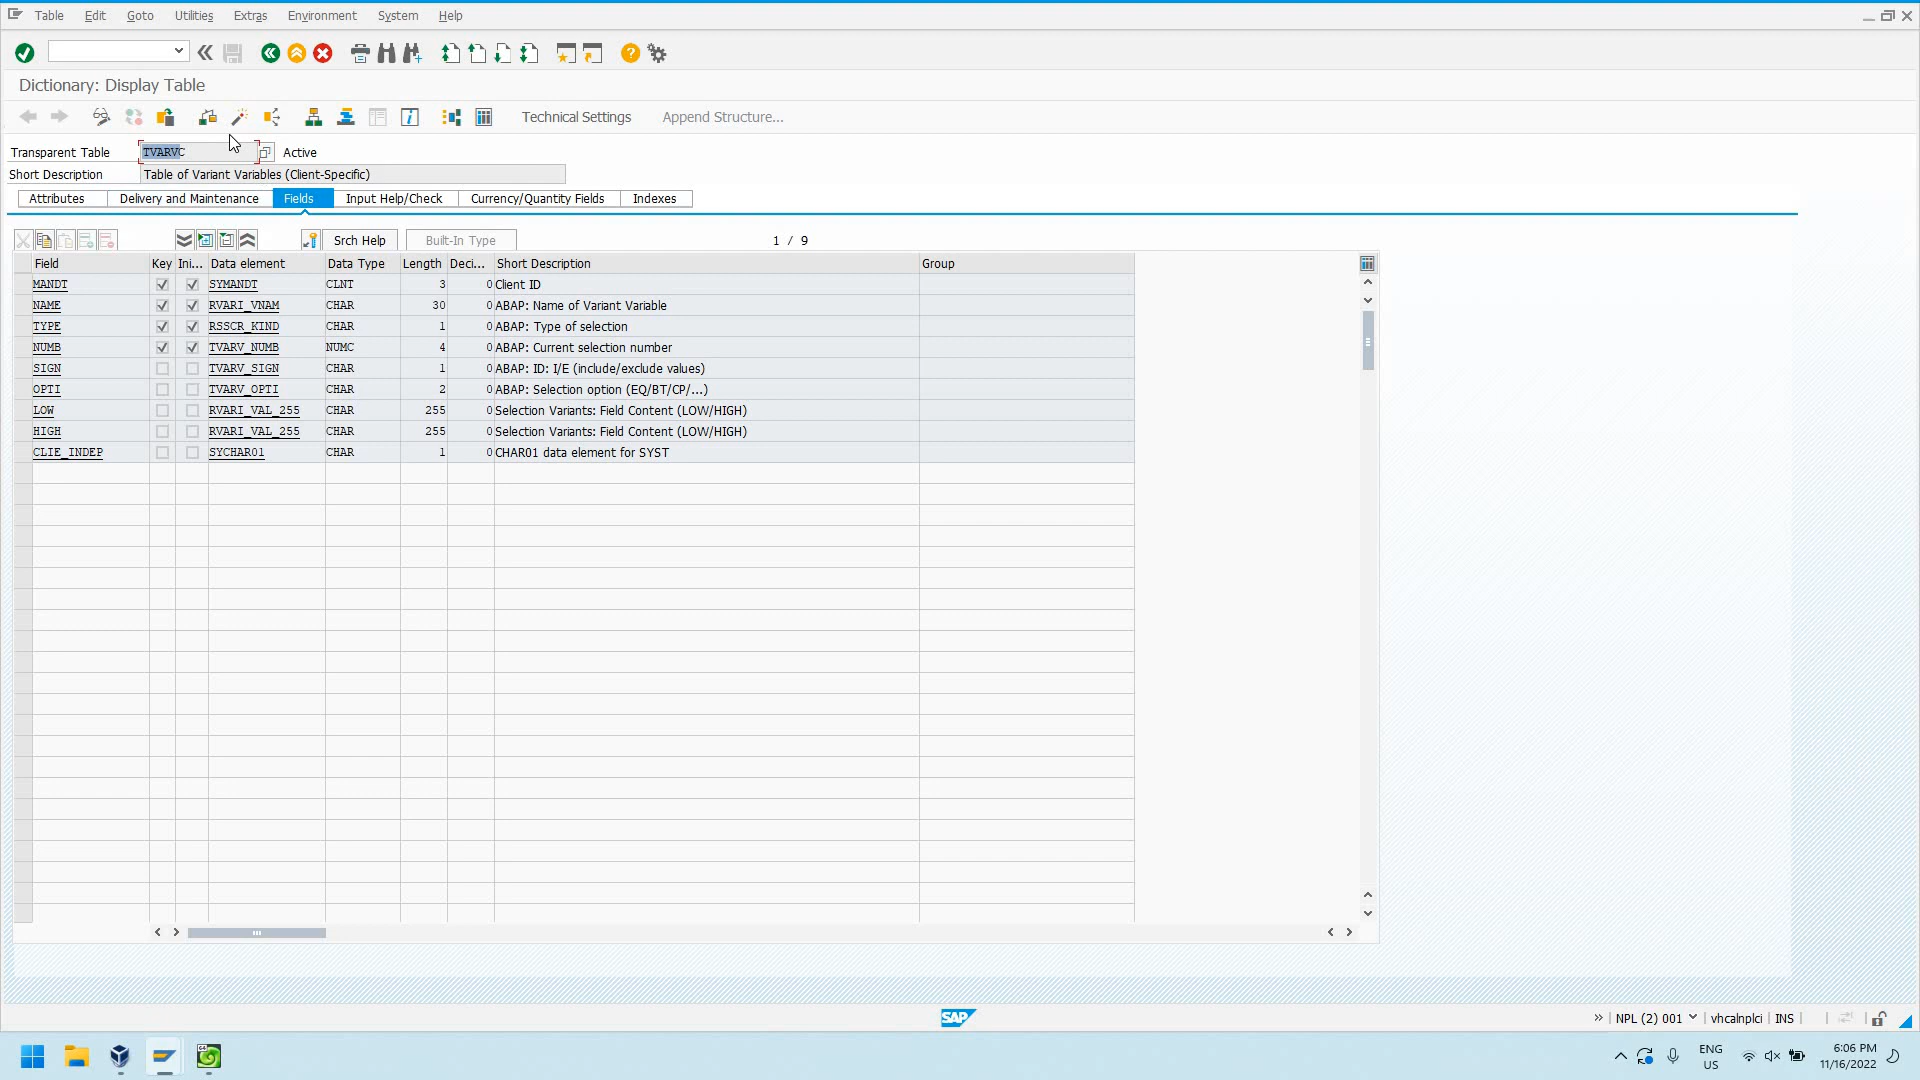 Table Edit Goto Utilities Extras Environment System Help
Dictionary: Display Table
Technical Settings Append Structure...
Transparent Table TVARVC Active
Short Description Table of Variant Variables (Client-Specific)
Attributes Delivery and Maintenance Fields Input Help/Check Currency/Quantity Fields Indexes
Srch Help Built-In Type 1 / 9
Field Key Ini... Data element Data Type Length Deci... Short Description Group
MANDT SYMANDT CLNT 3 0 Client ID
NAME RVARI_VNAM CHAR 30 0 ABAP: Name of Variant Variable
TYPE RSSCR_KIND CHAR 1 0 ABAP: Type of selection
NUMB TVARV_NUMB NUMC 4 0 ABAP: Current selection number
SIGN TVARV_SIGN CHAR 1 0 ABAP: ID: I/E (include/exclude values)
OPTI TVARV_OPTI CHAR 2 0 ABAP: Selection option (EQ/BT/CP/...)
LOW RVARI_VAL_255 CHAR 255 0 Selection Variants: Field Content (LOW/HIGH)
HIGH RVARI_VAL_255 CHAR 255 0 Selection Variants: Field Content (LOW/HIGH)
CLIE_INDEP SYCHAR01 CHAR 1 0 CHAR01 data element for SYST
SAP NPL (2) 001 vhcalnplci INS
ENG 6:06 PM
US 11/16/2022